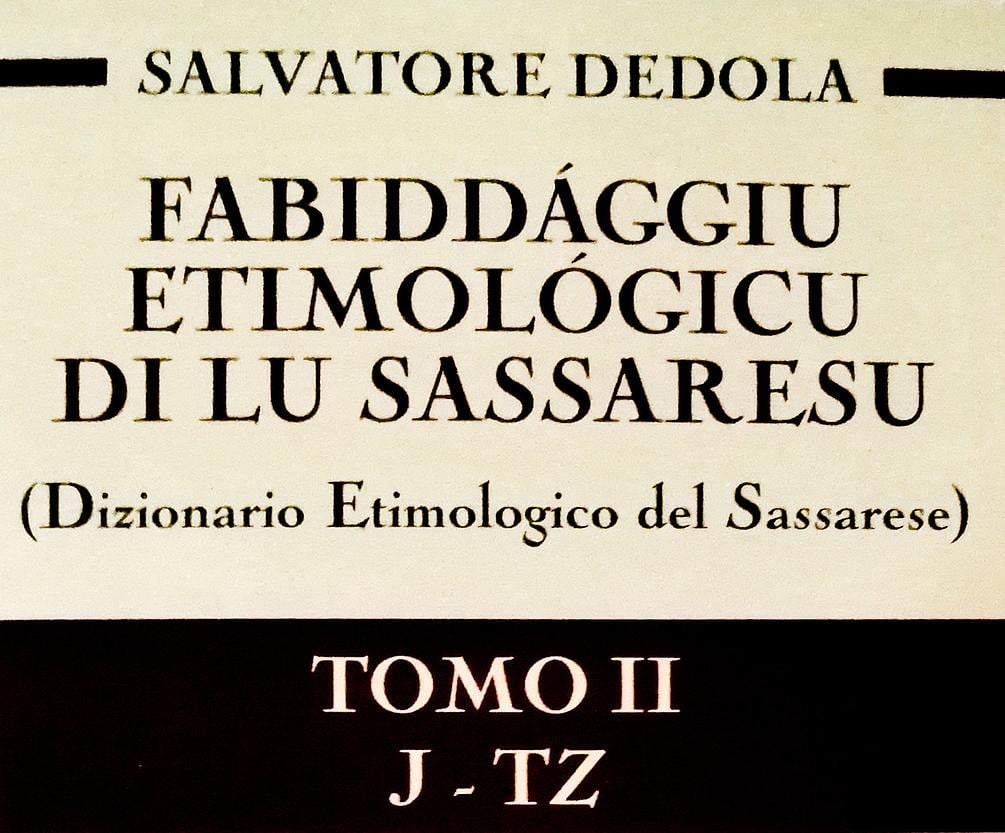 SALVATORE DEDOLA
FABIDDÁGGIU
ETIMOLÓGICU
DI LU SASSARESU
(Dizionario Etimologico del Sassarese)
TOMO II
J - TZ